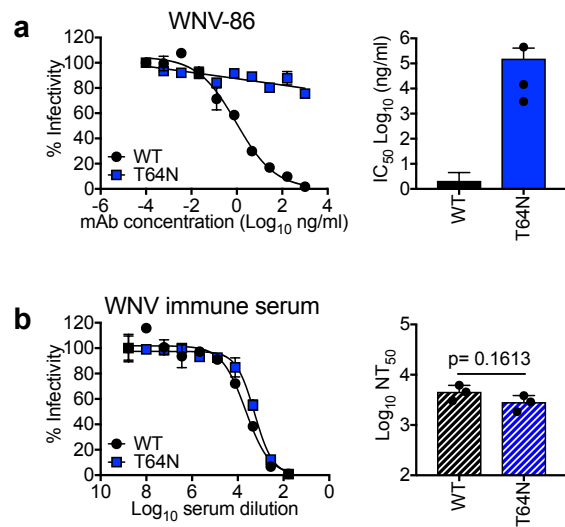 a
WNV-86
% Infectivity
120
100
80
60
40
20
0
WT
T64N
-6 -4 -2 0 2 4
mAb concentration (Log10 ng/ml)
IC50 Log10 (ng/ml)
6
5
4
3
2
1
0
WT
T64N
b
WNV immune serum
% Infectivity
120
100
80
60
40
20
0
WT
T64N
10 8 6 4 2 0
Log10 serum dilution
Log10 NT50
5
4
3
2
p= 0.1613
WT
T64N